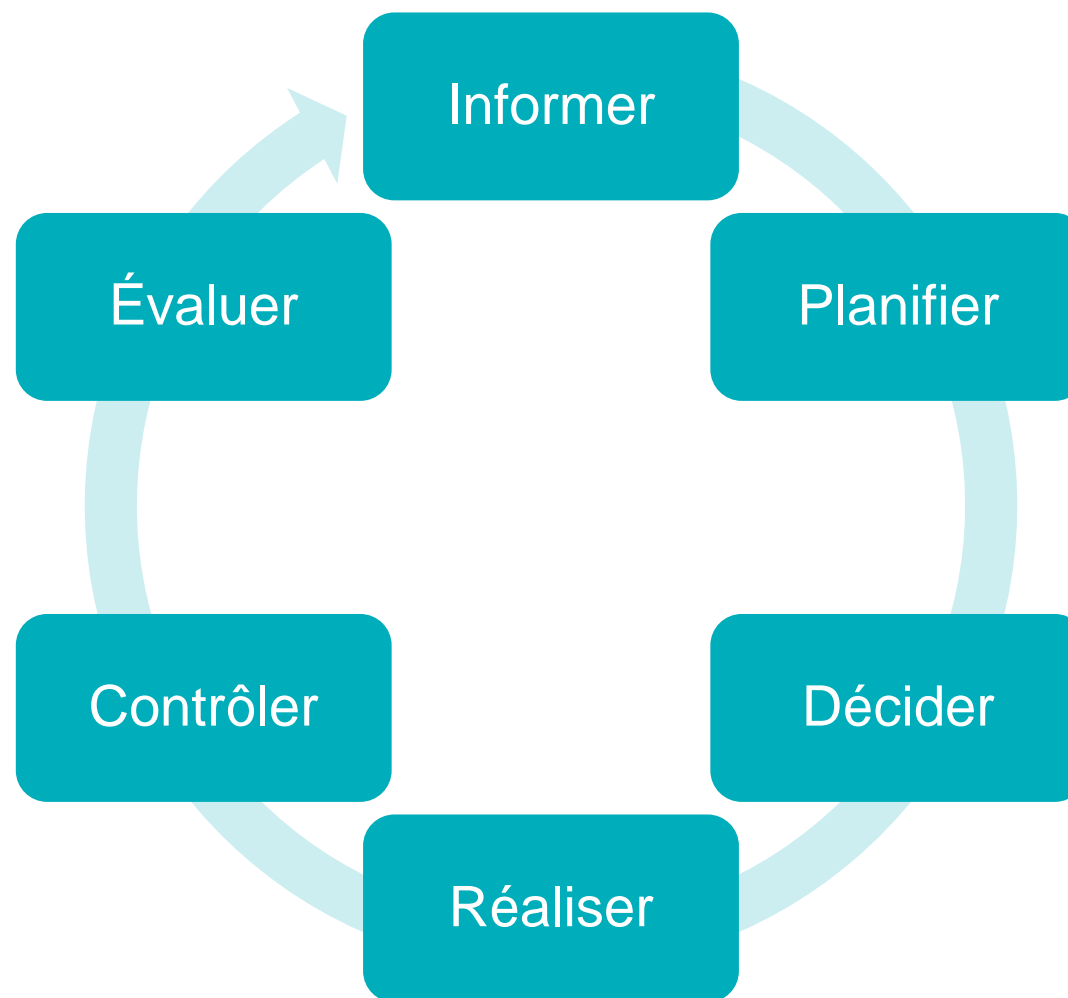 Informer
Planifier
Décider
Réaliser
Contrôler
Évaluer